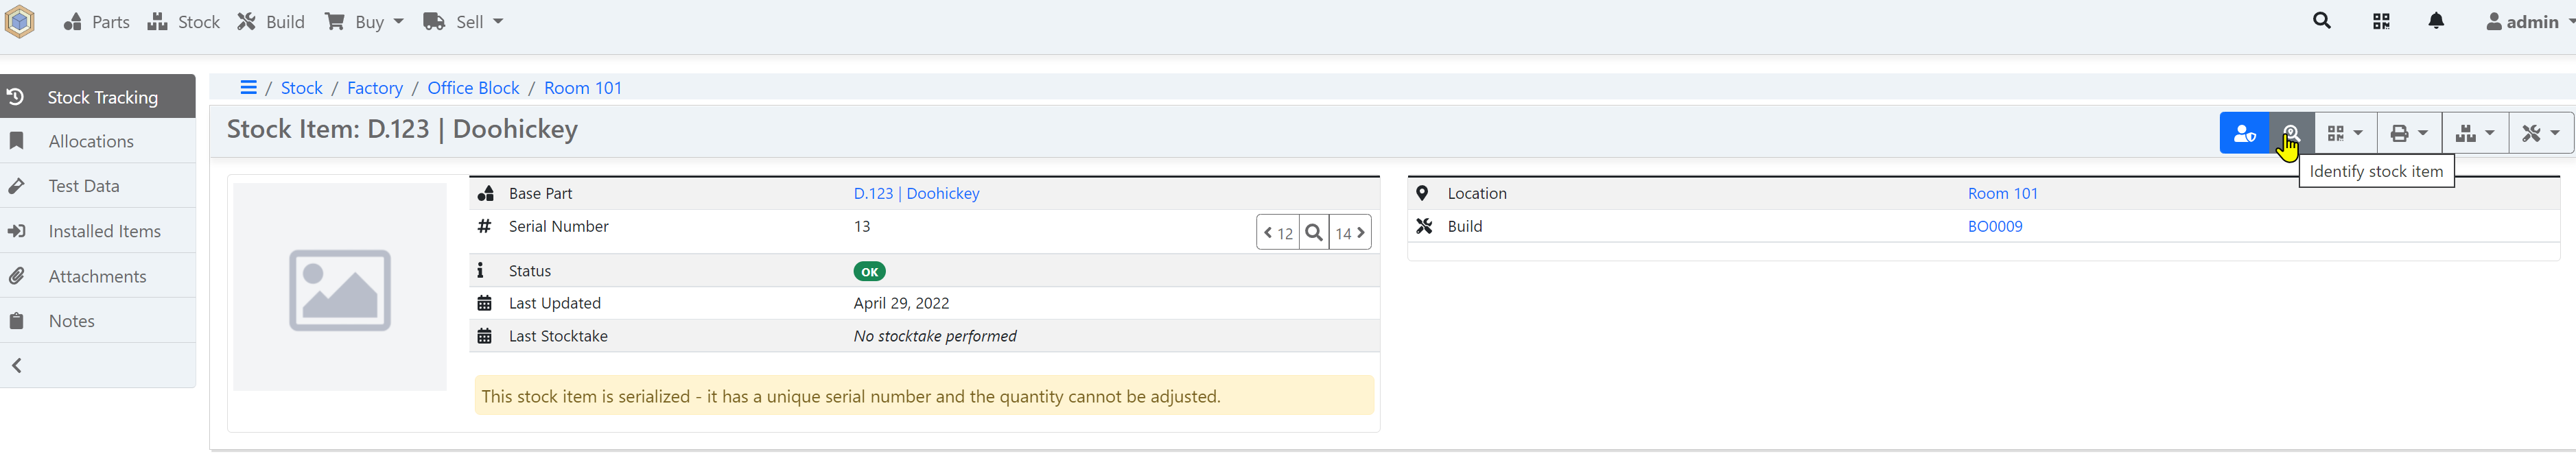 Parts Stock Build Buy Sell admin
Stock Tracking
Allocations
Test Data
Installed Items
Attachments
Notes
/ Stock / Factory / Office Block / Room 101
Stock Item: D.123 | Doohickey
Identify stock item
Base Part D.123 | Doohickey
Serial Number 13 12 14
Status OK
Last Updated April 29, 2022
Last Stocktake No stocktake performed
This stock item is serialized - it has a unique serial number and the quantity cannot be adjusted.
Location Room 101
Build BO0009